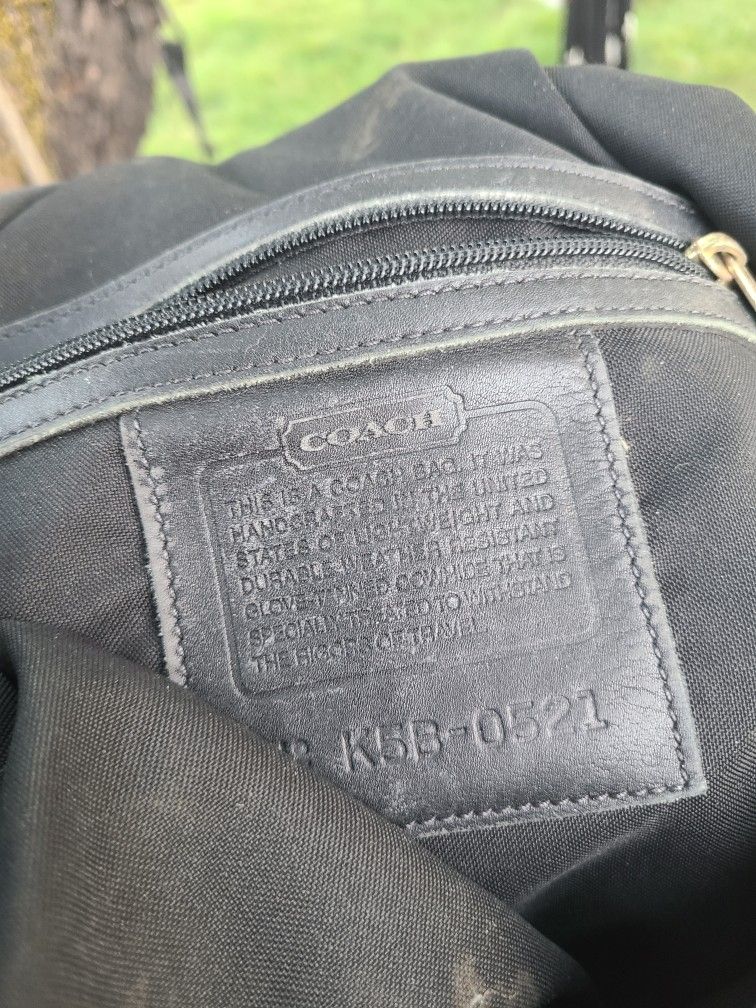 COACH
THIS IS A COACH BAG. IT WAS
HANDCRAFTED IN THE UNITED
STATES OF LIGHTWEIGHT AND
DURABLE WEATHER RESISTANT
GLOVE-TANNED COWHIDE THAT IS
SPECIALLY TREATED TO WITHSTAND
THE RIGORS OF TRAVEL.
K5B-0521